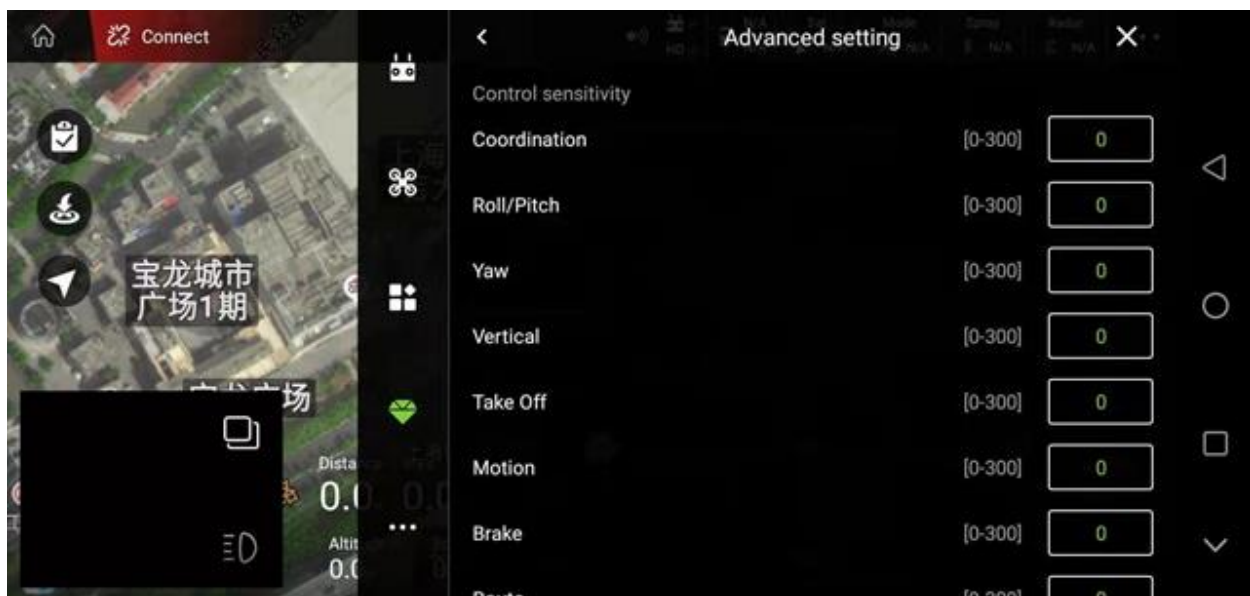 Connect
Advanced setting
Control sensitivity
Coordination [0-300] 0
Roll/Pitch [0-300] 0
Yaw [0-300] 0
Vertical [0-300] 0
Take Off [0-300] 0
Motion [0-300] 0
Brake [0-300] 0
宝龙城市
广场1期
Dista
0.0
Altit
0.0